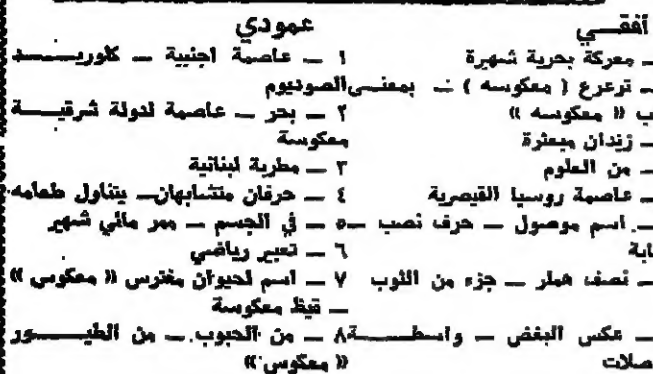 أفقي
عمودي
ـ معركة بحرية شهيرة
ـ ترعرع ( معكوسه ) ـ بمعنى
ب « معكوسه »
ـ زندان مبعثرة
ـ من العلوم
ـ عاصمة روسيا القيصرية
ـ اسم موصول ـ حرف نصب ـ
ابة
ـ نصف هملر ـ جزء من الثوب
ـ عكس البغض ـ واسطة
صلات
١ ـ عاصمة اجنبية ـ كلوريد
الصوديوم
٢ ـ بحر ـ عاصمة لدولة شرقية
معكوسة
٣ ـ مطربة لبنانية
٤ ـ حرفان متشابهان ـ يتناول طعامه
٥ ـ في الجسم ـ ممر مائي شهير
٦ ـ تعبير رياضي
٧ ـ اسم لحيوان مفترس « معكوس »
ـ قيظ معكوسة
٨ ـ من الحبوب ـ من الطيور
« معكوس »